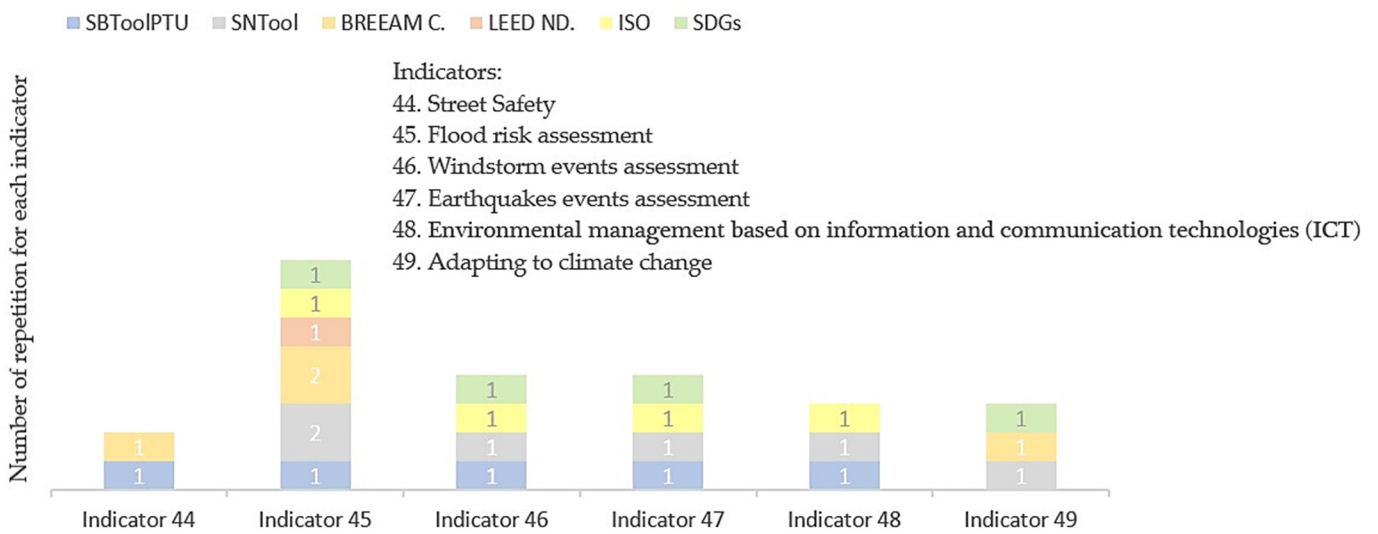 SBToolPTU SNTool BREEAM C. LEED ND. ISO SDGs
Number of repetition for each indicator
Indicators:
44. Street Safety
45. Flood risk assessment
46. Windstorm events assessment
47. Earthquakes events assessment
48. Environmental management based on information and communication technologies (ICT)
49. Adapting to climate change
1
1 1 1
1 1 1
2 1 1 1 1
1 2 1 1 1 1
1 1 1 1 1 1
Indicator 44 Indicator 45 Indicator 46 Indicator 47 Indicator 48 Indicator 49